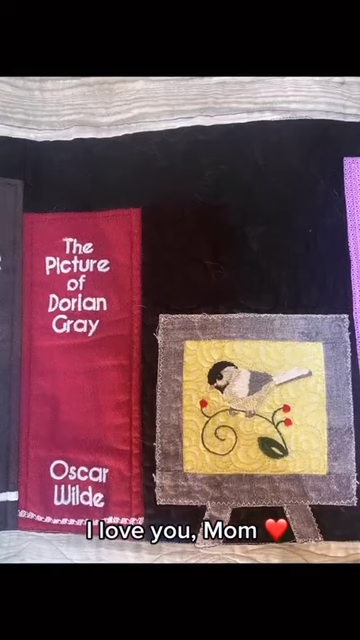 The
Picture
of
Dorian
Gray
Oscar
Wilde
I love you, Mom ❤️